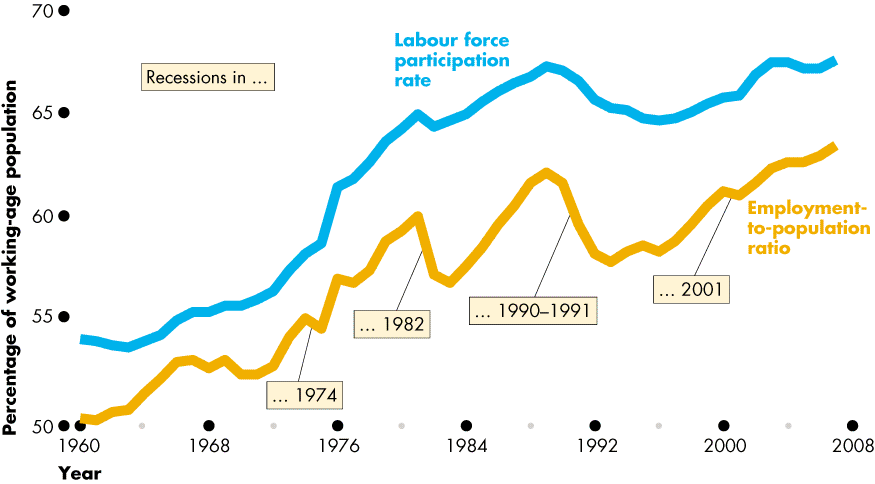 70
Labour force
participation
rate
Recessions in ...
65
Percentage of working-age population
60
Employment-
to-population
ratio
... 2001
... 1990–1991
... 1982
55
... 1974
50
1960
1968
1976
1984
1992
2000
2008
Year